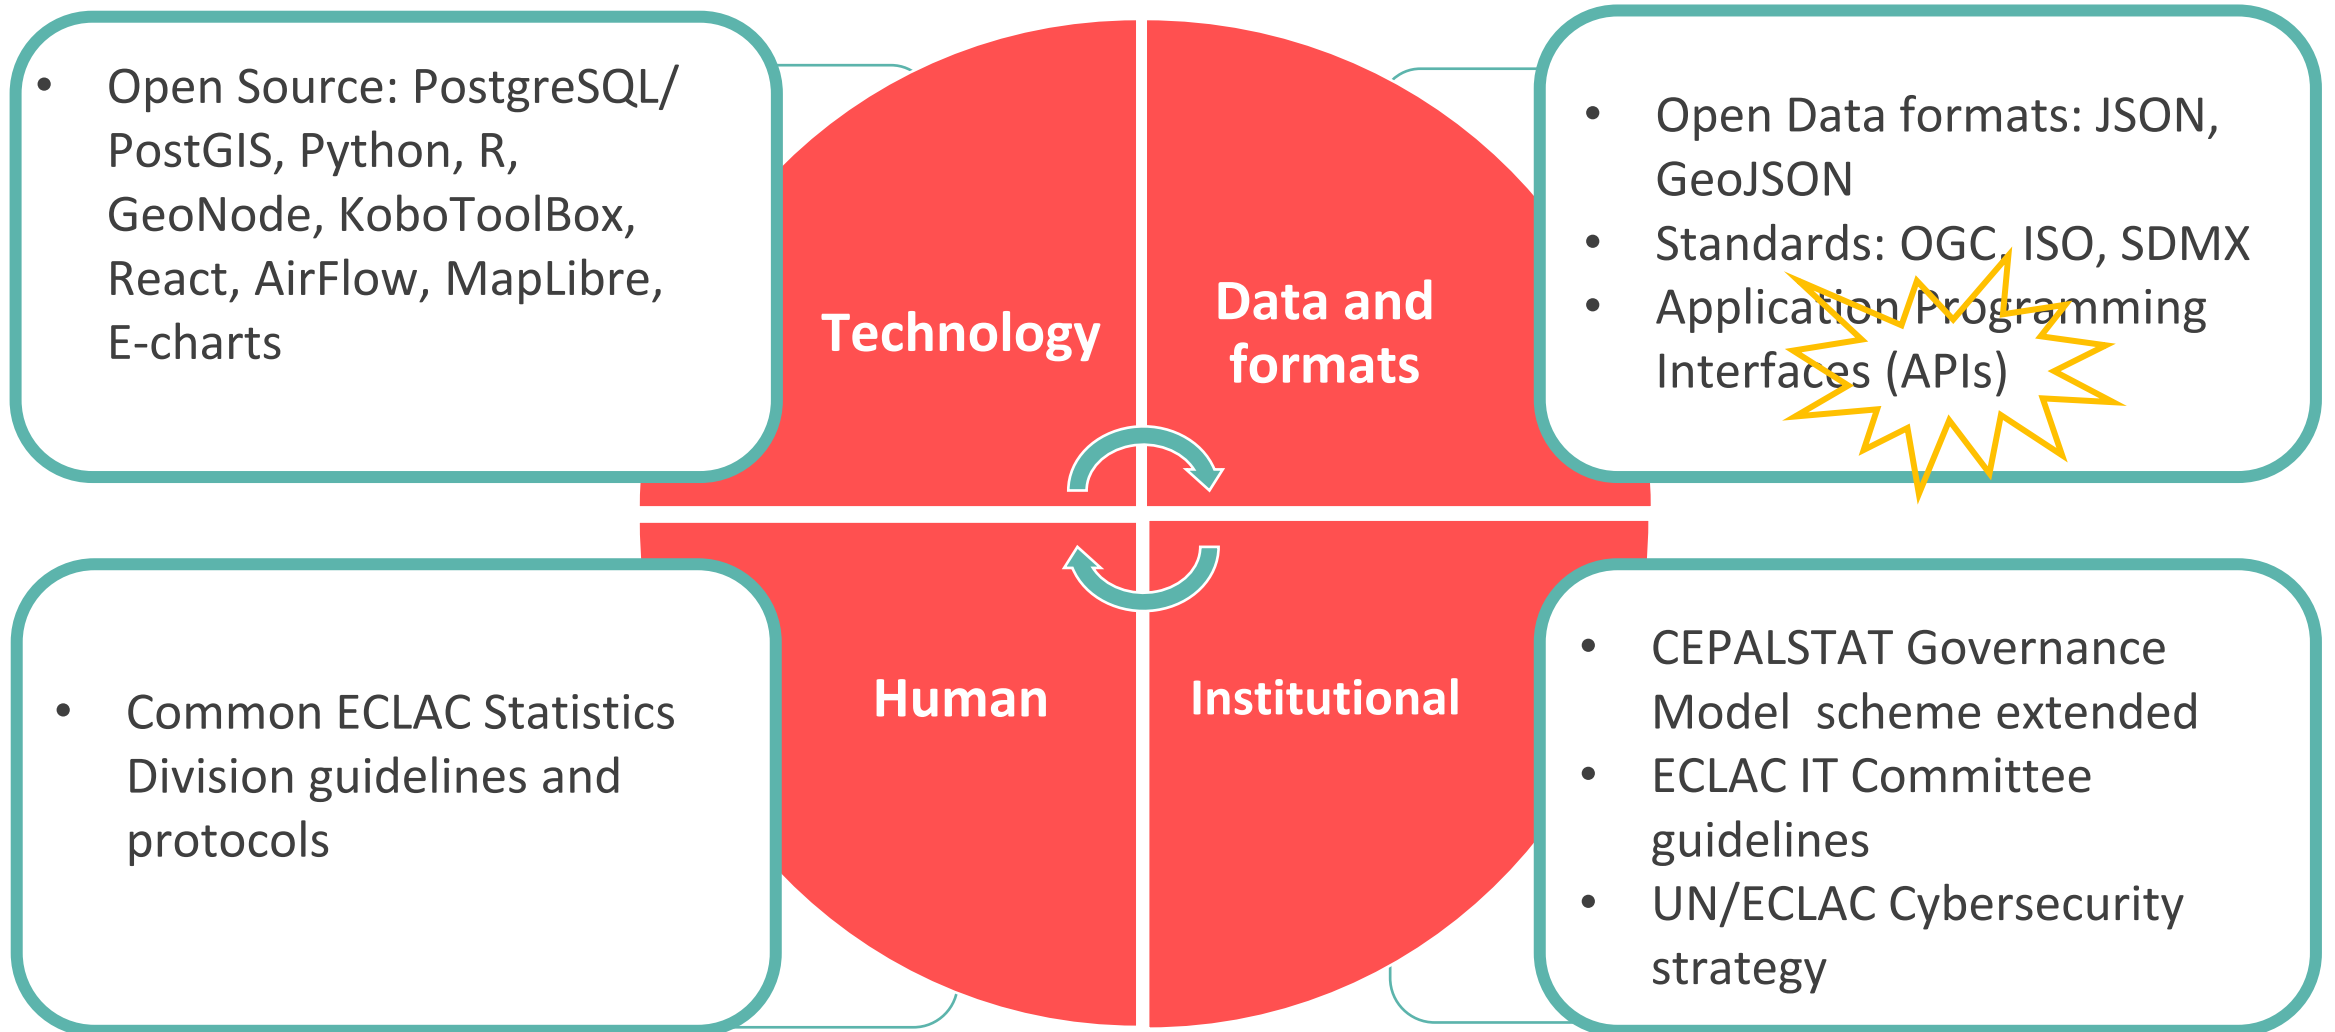 • Open Source: PostgreSQL/
PostGIS, Python, R,
GeoNode, KoboToolBox,
React, AirFlow, MapLibre,
E-charts
Technology
Data and
formats
• Open Data formats: JSON,
GeoJSON
• Standards: OGC, ISO, SDMX
• Application Programming
Interfaces (APIs)
• Common ECLAC Statistics
Division guidelines and
protocols
Human
Institutional
• CEPALSTAT Governance
Model scheme extended
• ECLAC IT Committee
guidelines
• UN/ECLAC Cybersecurity
strategy